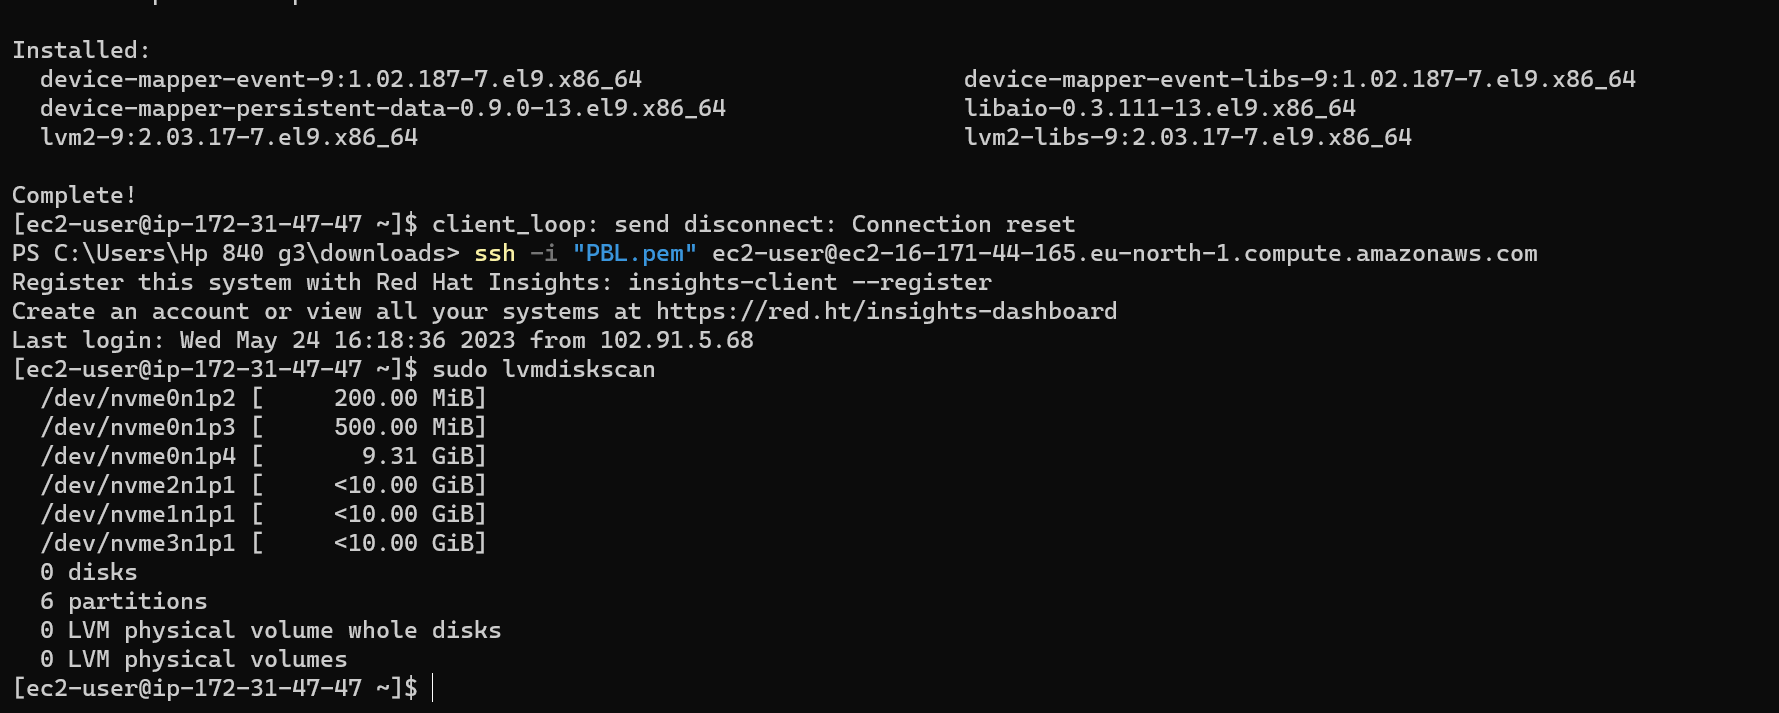 Installed:
  device-mapper-event-9:1.02.187-7.el9.x86_64                       device-mapper-event-libs-9:1.02.187-7.el9.x86_64
  device-mapper-persistent-data-0.9.0-13.el9.x86_64                 libaio-0.3.111-13.el9.x86_64
  lvm2-9:2.03.17-7.el9.x86_64                                       lvm2-libs-9:2.03.17-7.el9.x86_64
Complete!
[ec2-user@ip-172-31-47-47 ~]$ client_loop: send disconnect: Connection reset
PS C:\Users\Hp 840 g3\downloads> ssh -i "PBL.pem" ec2-user@ec2-16-171-44-165.eu-north-1.compute.amazonaws.com
Register this system with Red Hat Insights: insights-client --register
Create an account or view all your systems at https://red.ht/insights-dashboard
Last login: Wed May 24 16:18:36 2023 from 102.91.5.68
[ec2-user@ip-172-31-47-47 ~]$ sudo lvmdiskscan
  /dev/nvme0n1p2 [     200.00 MiB]
  /dev/nvme0n1p3 [     500.00 MiB]
  /dev/nvme0n1p4 [       9.31 GiB]
  /dev/nvme2n1p1 [     <10.00 GiB]
  /dev/nvme1n1p1 [     <10.00 GiB]
  /dev/nvme3n1p1 [     <10.00 GiB]
  0 disks
  6 partitions
  0 LVM physical volume whole disks
  0 LVM physical volumes
[ec2-user@ip-172-31-47-47 ~]$